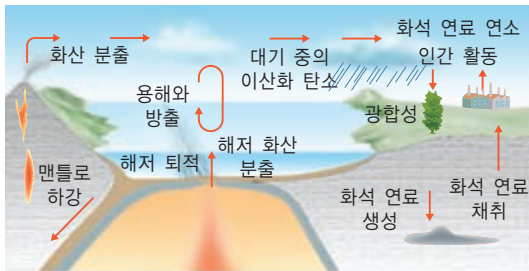 화산 분출
대기 중의
이산화 탄소
화석 연료 연소
인간 활동
용해와
방출
광합성
해저 퇴적
해저 화산
분출
맨틀로
하강
화석 연료
생성
화석 연료
채취